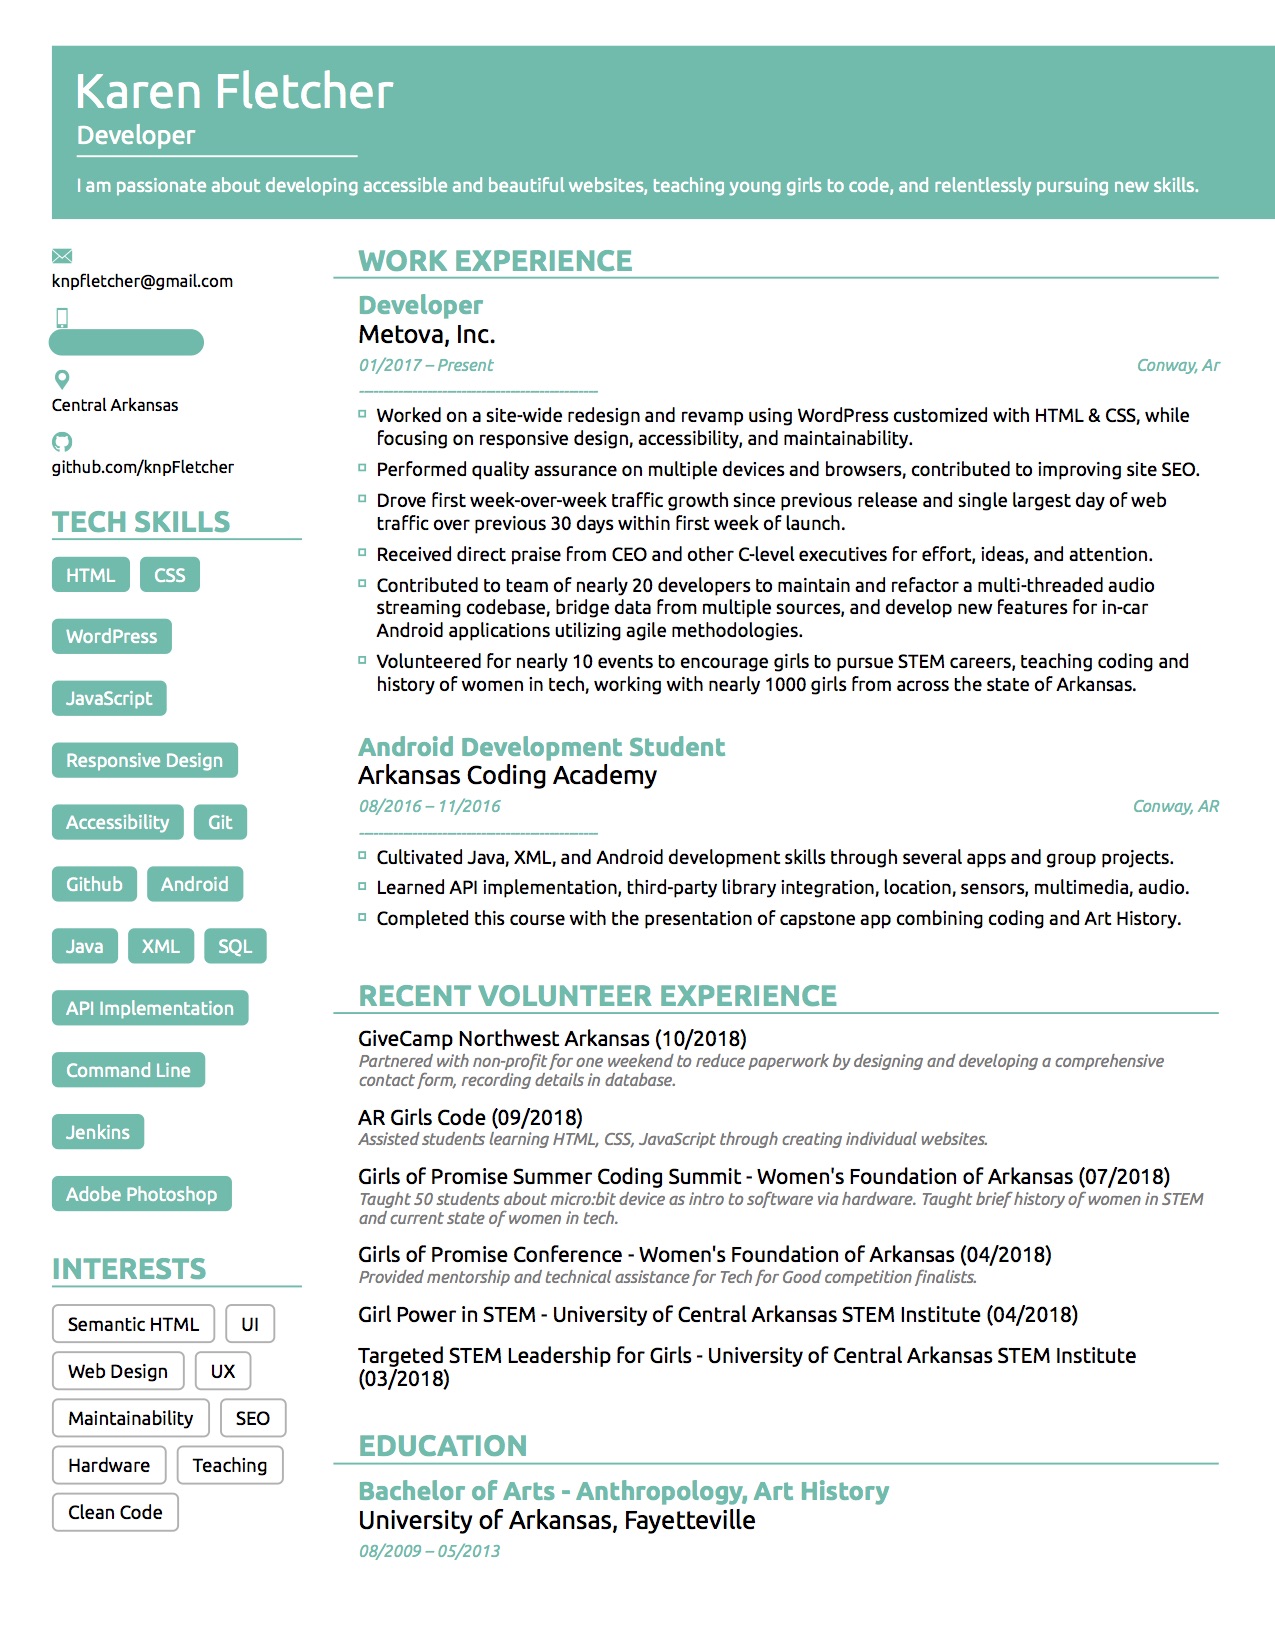 Karen Fletcher
Developer
I am passionate about developing accessible and beautiful websites, teaching young girls to code, and relentlessly pursuing new skills.
knpfletcher@gmail.com
Central Arkansas
github.com/knpFletcher
TECH SKILLS
HTML CSS
WordPress
JavaScript
Responsive Design
Accessibility Git
Github Android
Java XML SQL
API Implementation
Command Line
Jenkins
Adobe Photoshop
INTERESTS
Semantic HTML UI
Web Design UX
Maintainability SEO
Hardware Teaching
Clean Code
WORK EXPERIENCE
Developer
Metova, Inc.
01/2017 – Present Conway, Ar
Worked on a site-wide redesign and revamp using WordPress customized with HTML & CSS, while
focusing on responsive design, accessibility, and maintainability.
Performed quality assurance on multiple devices and browsers, contributed to improving site SEO.
Drove first week-over-week traffic growth since previous release and single largest day of web
traffic over previous 30 days within first week of launch.
Received direct praise from CEO and other C-level executives for effort, ideas, and attention.
Contributed to team of nearly 20 developers to maintain and refactor a multi-threaded audio
streaming codebase, bridge data from multiple sources, and develop new features for in-car
Android applications utilizing agile methodologies.
Volunteered for nearly 10 events to encourage girls to pursue STEM careers, teaching coding and
history of women in tech, working with nearly 1000 girls from across the state of Arkansas.
Android Development Student
Arkansas Coding Academy
08/2016 – 11/2016 Conway, AR
Cultivated Java, XML, and Android development skills through several apps and group projects.
Learned API implementation, third-party library integration, location, sensors, multimedia, audio.
Completed this course with the presentation of capstone app combining coding and Art History.
RECENT VOLUNTEER EXPERIENCE
GiveCamp Northwest Arkansas (10/2018)
Partnered with non-profit for one weekend to reduce paperwork by designing and developing a comprehensive
contact form, recording details in database.
AR Girls Code (09/2018)
Assisted students learning HTML, CSS, JavaScript through creating individual websites.
Girls of Promise Summer Coding Summit - Women's Foundation of Arkansas (07/2018)
Taught 50 students about micro:bit device as intro to software via hardware. Taught brief history of women in STEM
and current state of women in tech.
Girls of Promise Conference - Women's Foundation of Arkansas (04/2018)
Provided mentorship and technical assistance for Tech for Good competition finalists.
Girl Power in STEM - University of Central Arkansas STEM Institute (04/2018)
Targeted STEM Leadership for Girls - University of Central Arkansas STEM Institute
(03/2018)
EDUCATION
Bachelor of Arts - Anthropology, Art History
University of Arkansas, Fayetteville
08/2009 – 05/2013